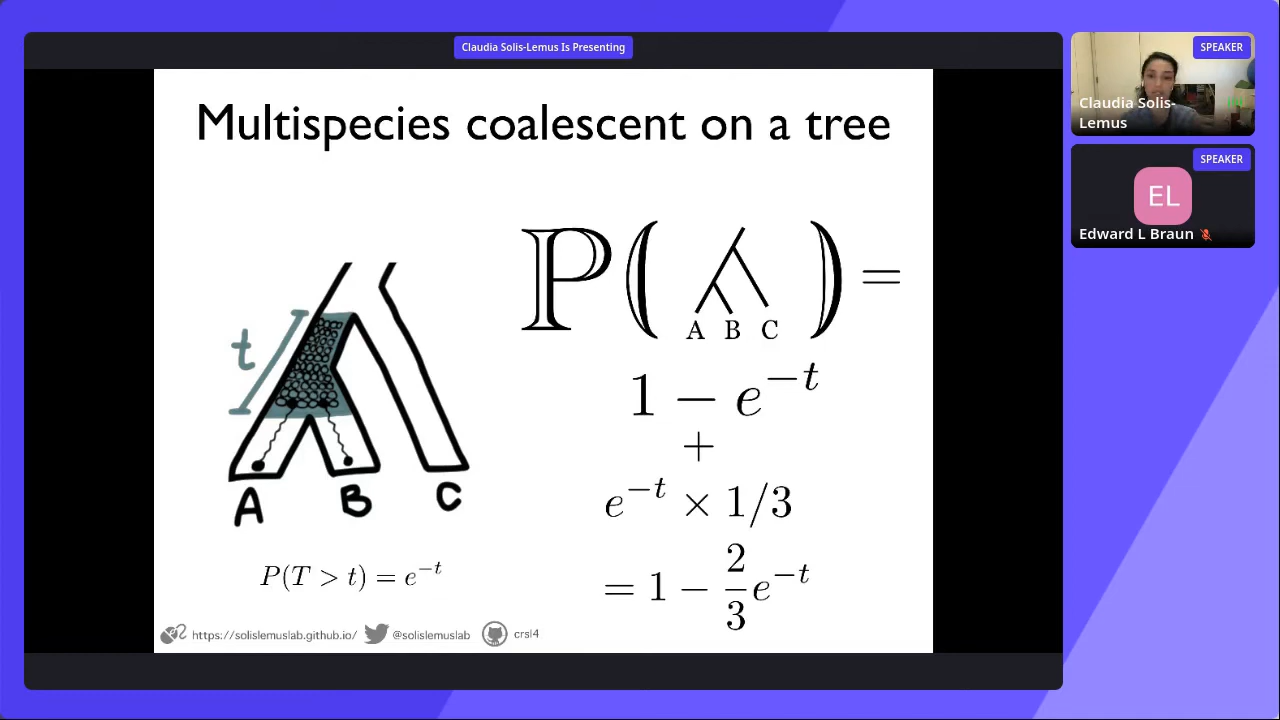 Claudia Solis-Lemus Is Presenting
SPEAKER
Claudia Solis-
Lemus
SPEAKER
EL
Edward L Braun
Multispecies coalescent on a tree
t
A B C
P(T > t) = e^{-t}
ℙ( A B C ) =
1 − e^{-t}
+
e^{-t} × 1/3
= 1 − \frac{2}{3}e^{-t}
https://solislemuslab.github.io/ @solislemuslab crsl4